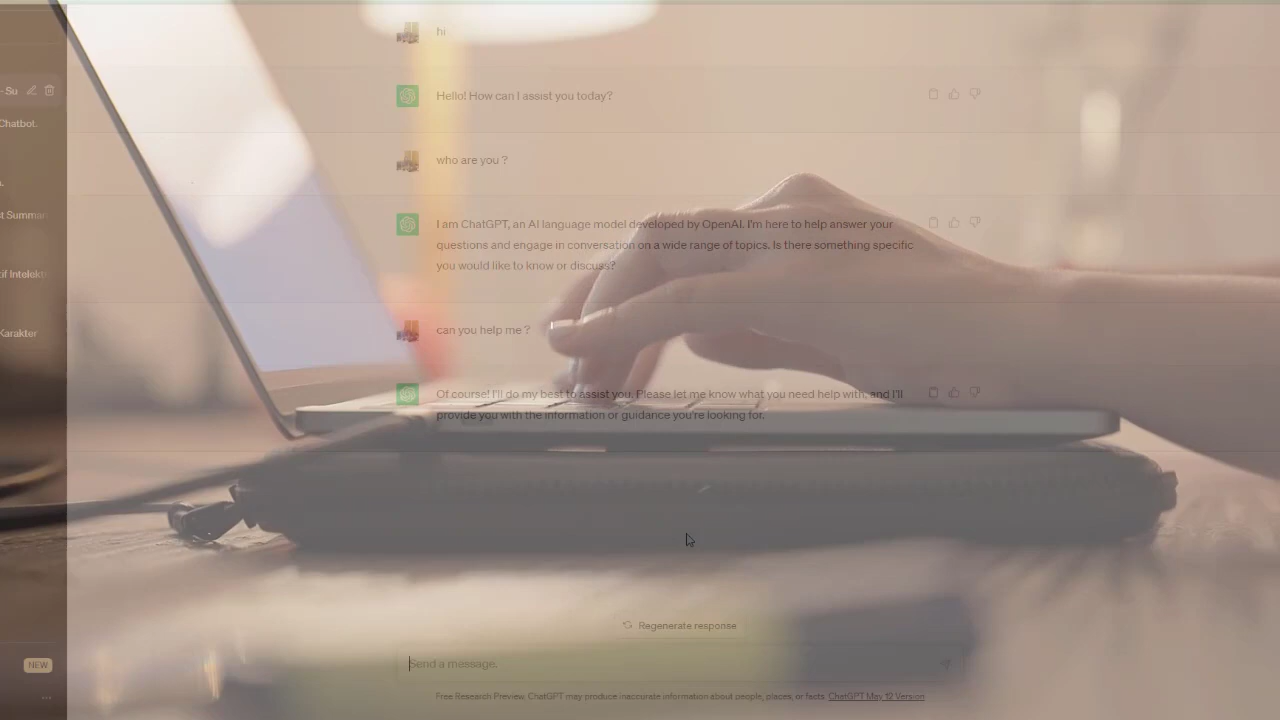 hi
-Su
Chatbot.
Hello! How can I assist you today?
who are you ?
st Summar
I am ChatGPT, an AI language model developed by OpenAI. I'm here to help answer your
questions and engage in conversation on a wide range of topics. Is there something specific
you would like to know or discuss?
tif Intelekt
can you help me ?
Karakter
Of course! I'll do my best to assist you. Please let me know what you need help with, and I'll
provide you with the information or guidance you're looking for.
Regenerate response
Send a message.
NEW
Free Research Preview. ChatGPT may produce inaccurate information about people, places, or facts. ChatGPT May 12 Version